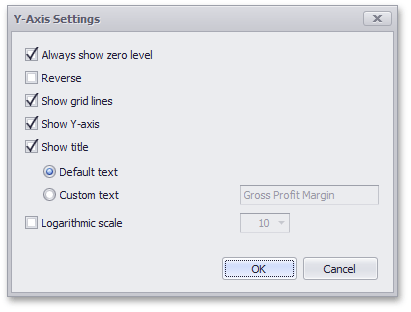 Y-Axis Settings
Always show zero level
Reverse
Show grid lines
Show Y-axis
Show title
Default text
Custom text Gross Profit Margin
Logarithmic scale 10
OK Cancel